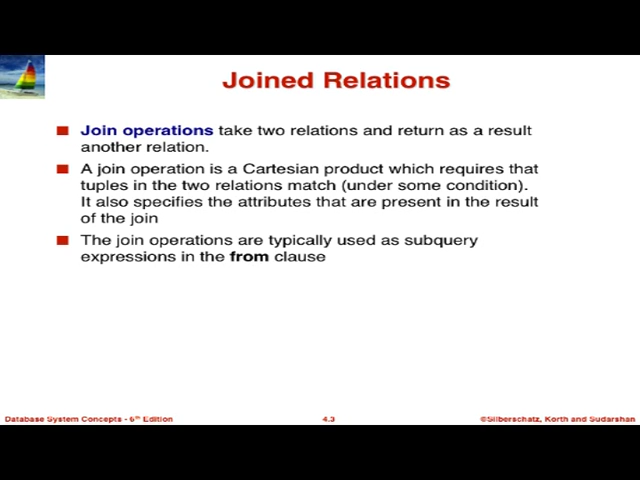 Joined Relations
Join operations take two relations and return as a result
another relation.
A join operation is a Cartesian product which requires that
tuples in the two relations match (under some condition).
It also specifies the attributes that are present in the result
of the join
The join operations are typically used as subquery
expressions in the from clause
Database System Concepts - 6th Edition
4.3
©Silberschatz, Korth and Sudarshan